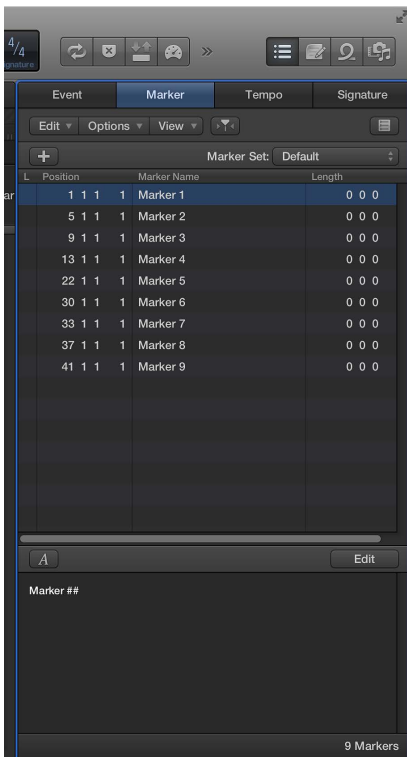 4/4
ignature
Event Marker Tempo Signature
Edit Options View
Marker Set: Default
L Position Marker Name Length
ar
1 1 1 1 Marker 1 0 0 0
5 1 1 1 Marker 2 0 0 0
9 1 1 1 Marker 3 0 0 0
13 1 1 1 Marker 4 0 0 0
22 1 1 1 Marker 5 0 0 0
30 1 1 1 Marker 6 0 0 0
33 1 1 1 Marker 7 0 0 0
37 1 1 1 Marker 8 0 0 0
41 1 1 1 Marker 9 0 0 0
A Edit
Marker ##
9 Markers